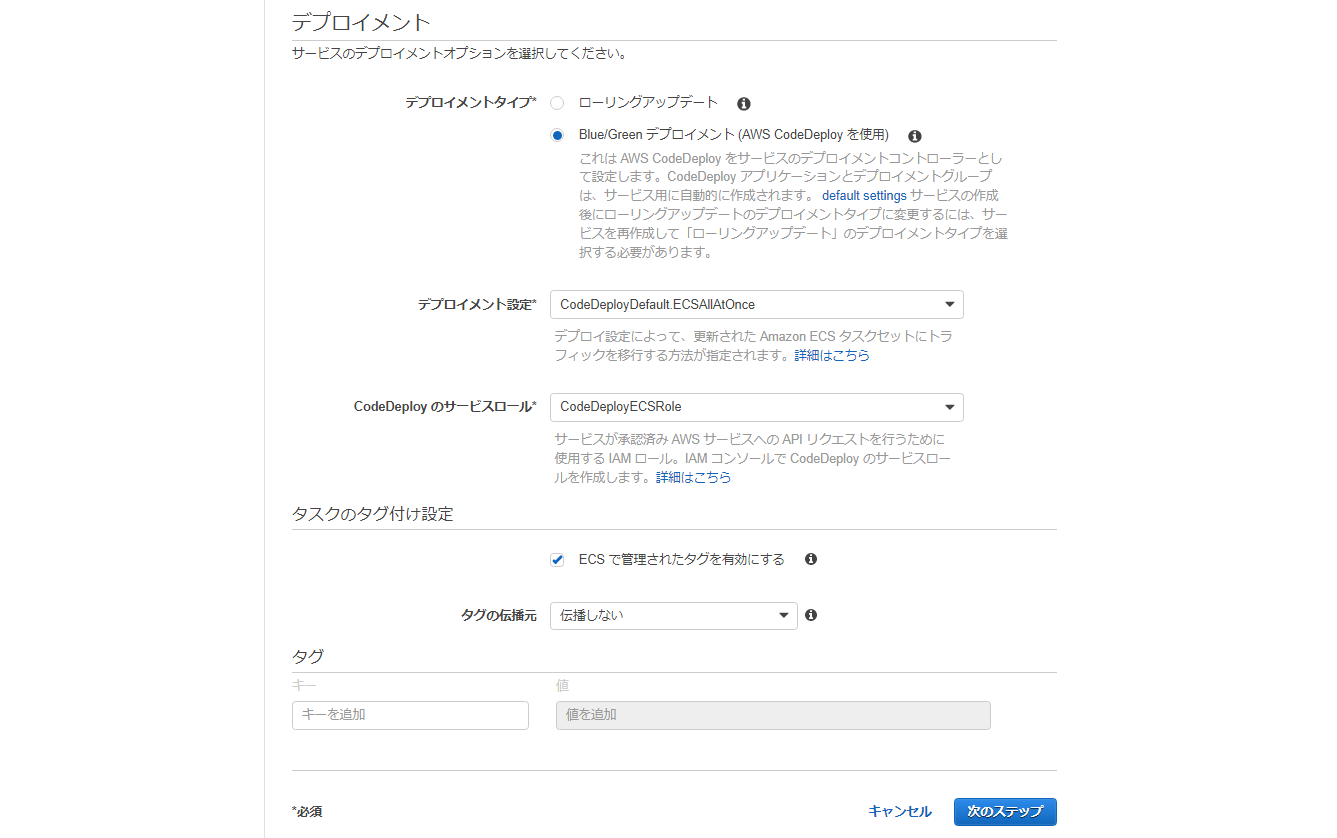 デプロイメント
サービスのデプロイメントオプションを選択してください。
デプロイメントタイプ*
ローリングアップデート
Blue/Green デプロイメント (AWS CodeDeploy を使用)
これは AWS CodeDeploy をサービスのデプロイメントコントローラーとし
て設定します。CodeDeploy アプリケーションとデプロイメントグループ
は、サービス用に自動的に作成されます。 default settings サービスの作成
後にローリングアップデートのデプロイメントタイプに変更するには、サー
ビスを再作成して「ローリングアップデート」のデプロイメントタイプを選
択する必要があります。
デプロイメント設定*
CodeDeployDefault.ECSAllAtOnce
デプロイ設定によって、更新された Amazon ECS タスクセットにトラ
フィックを移行する方法が指定されます。詳細はこちら
CodeDeploy のサービスロール*
CodeDeployECSRole
サービスが承認済み AWS サービスへの API リクエストを行うために
使用する IAM ロール。IAM コンソールで CodeDeploy のサービスロー
ルを作成します。詳細はこちら
タスクのタグ付け設定
ECS で管理されたタグを有効にする
タグの伝播元
伝播しない
タグ
キー
値
キーを追加
値を追加
*必須
キャンセル
次のステップ